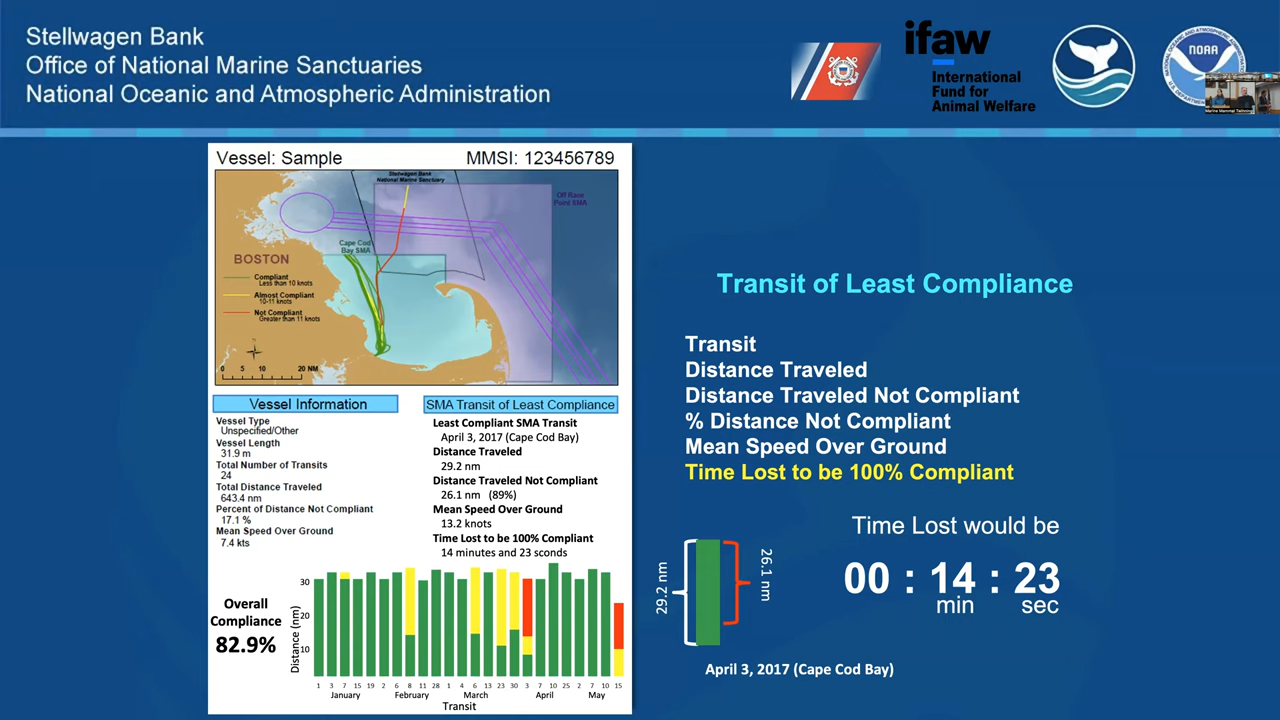 Stellwagen Bank
Office of National Marine Sanctuaries
National Oceanic and Atmospheric Administration
ifaw
International
Fund for
Animal Welfare
NOAA
Marine Mammal Twinning
Vessel: Sample
MMSI: 123456789
Stellwagen Bank
National Marine Sanctuary
Off Race
Point SMA
Cape Cod
Bay SMA
BOSTON
Compliant
Less than 10 knots
Almost Compliant
10-11 knots
Not Compliant
Greater than 11 knots
0 5 10 20 NM
Vessel Information
Vessel Type
Unspecified/Other
Vessel Length
31.9 m
Total Number of Transits
24
Total Distance Traveled
643.4 nm
Percent of Distance Not Compliant
17.1 %
Mean Speed Over Ground
7.4 kts
SMA Transit of Least Compliance
Least Compliant SMA Transit
April 3, 2017 (Cape Cod Bay)
Distance Traveled
29.2 nm
Distance Traveled Not Compliant
26.1 nm (89%)
Mean Speed Over Ground
13.2 knots
Time Lost to be 100% Compliant
14 minutes and 23 sconds
Overall
Compliance
82.9%
Distance (nm)
30
20
10
1 3 7 15 19 2 6 8 11 28 1 4 6 13 23 30 3 7 10 25 2 7 10 15
January February March April May
Transit
Transit of Least Compliance
Transit
Distance Traveled
Distance Traveled Not Compliant
% Distance Not Compliant
Mean Speed Over Ground
Time Lost to be 100% Compliant
Time Lost would be
00 : 14 : 23
min sec
29.2 nm
26.1 nm
April 3, 2017 (Cape Cod Bay)